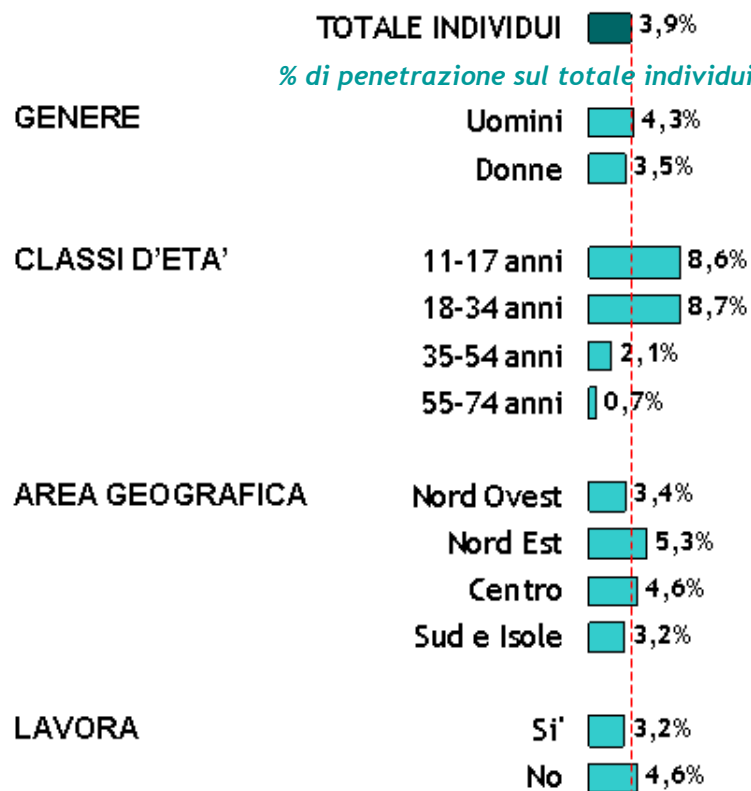 TOTALE INDIVIDUI 3,9%
% di penetrazione sul totale individui
GENERE Uomini 4,3%
Donne 3,5%
CLASSI D'ETA' 11-17 anni 8,6%
18-34 anni 8,7%
35-54 anni 2,1%
55-74 anni 0,7%
AREA GEOGRAFICA Nord Ovest 3,4%
Nord Est 5,3%
Centro 4,6%
Sud e Isole 3,2%
LAVORA Si' 3,2%
No 4,6%